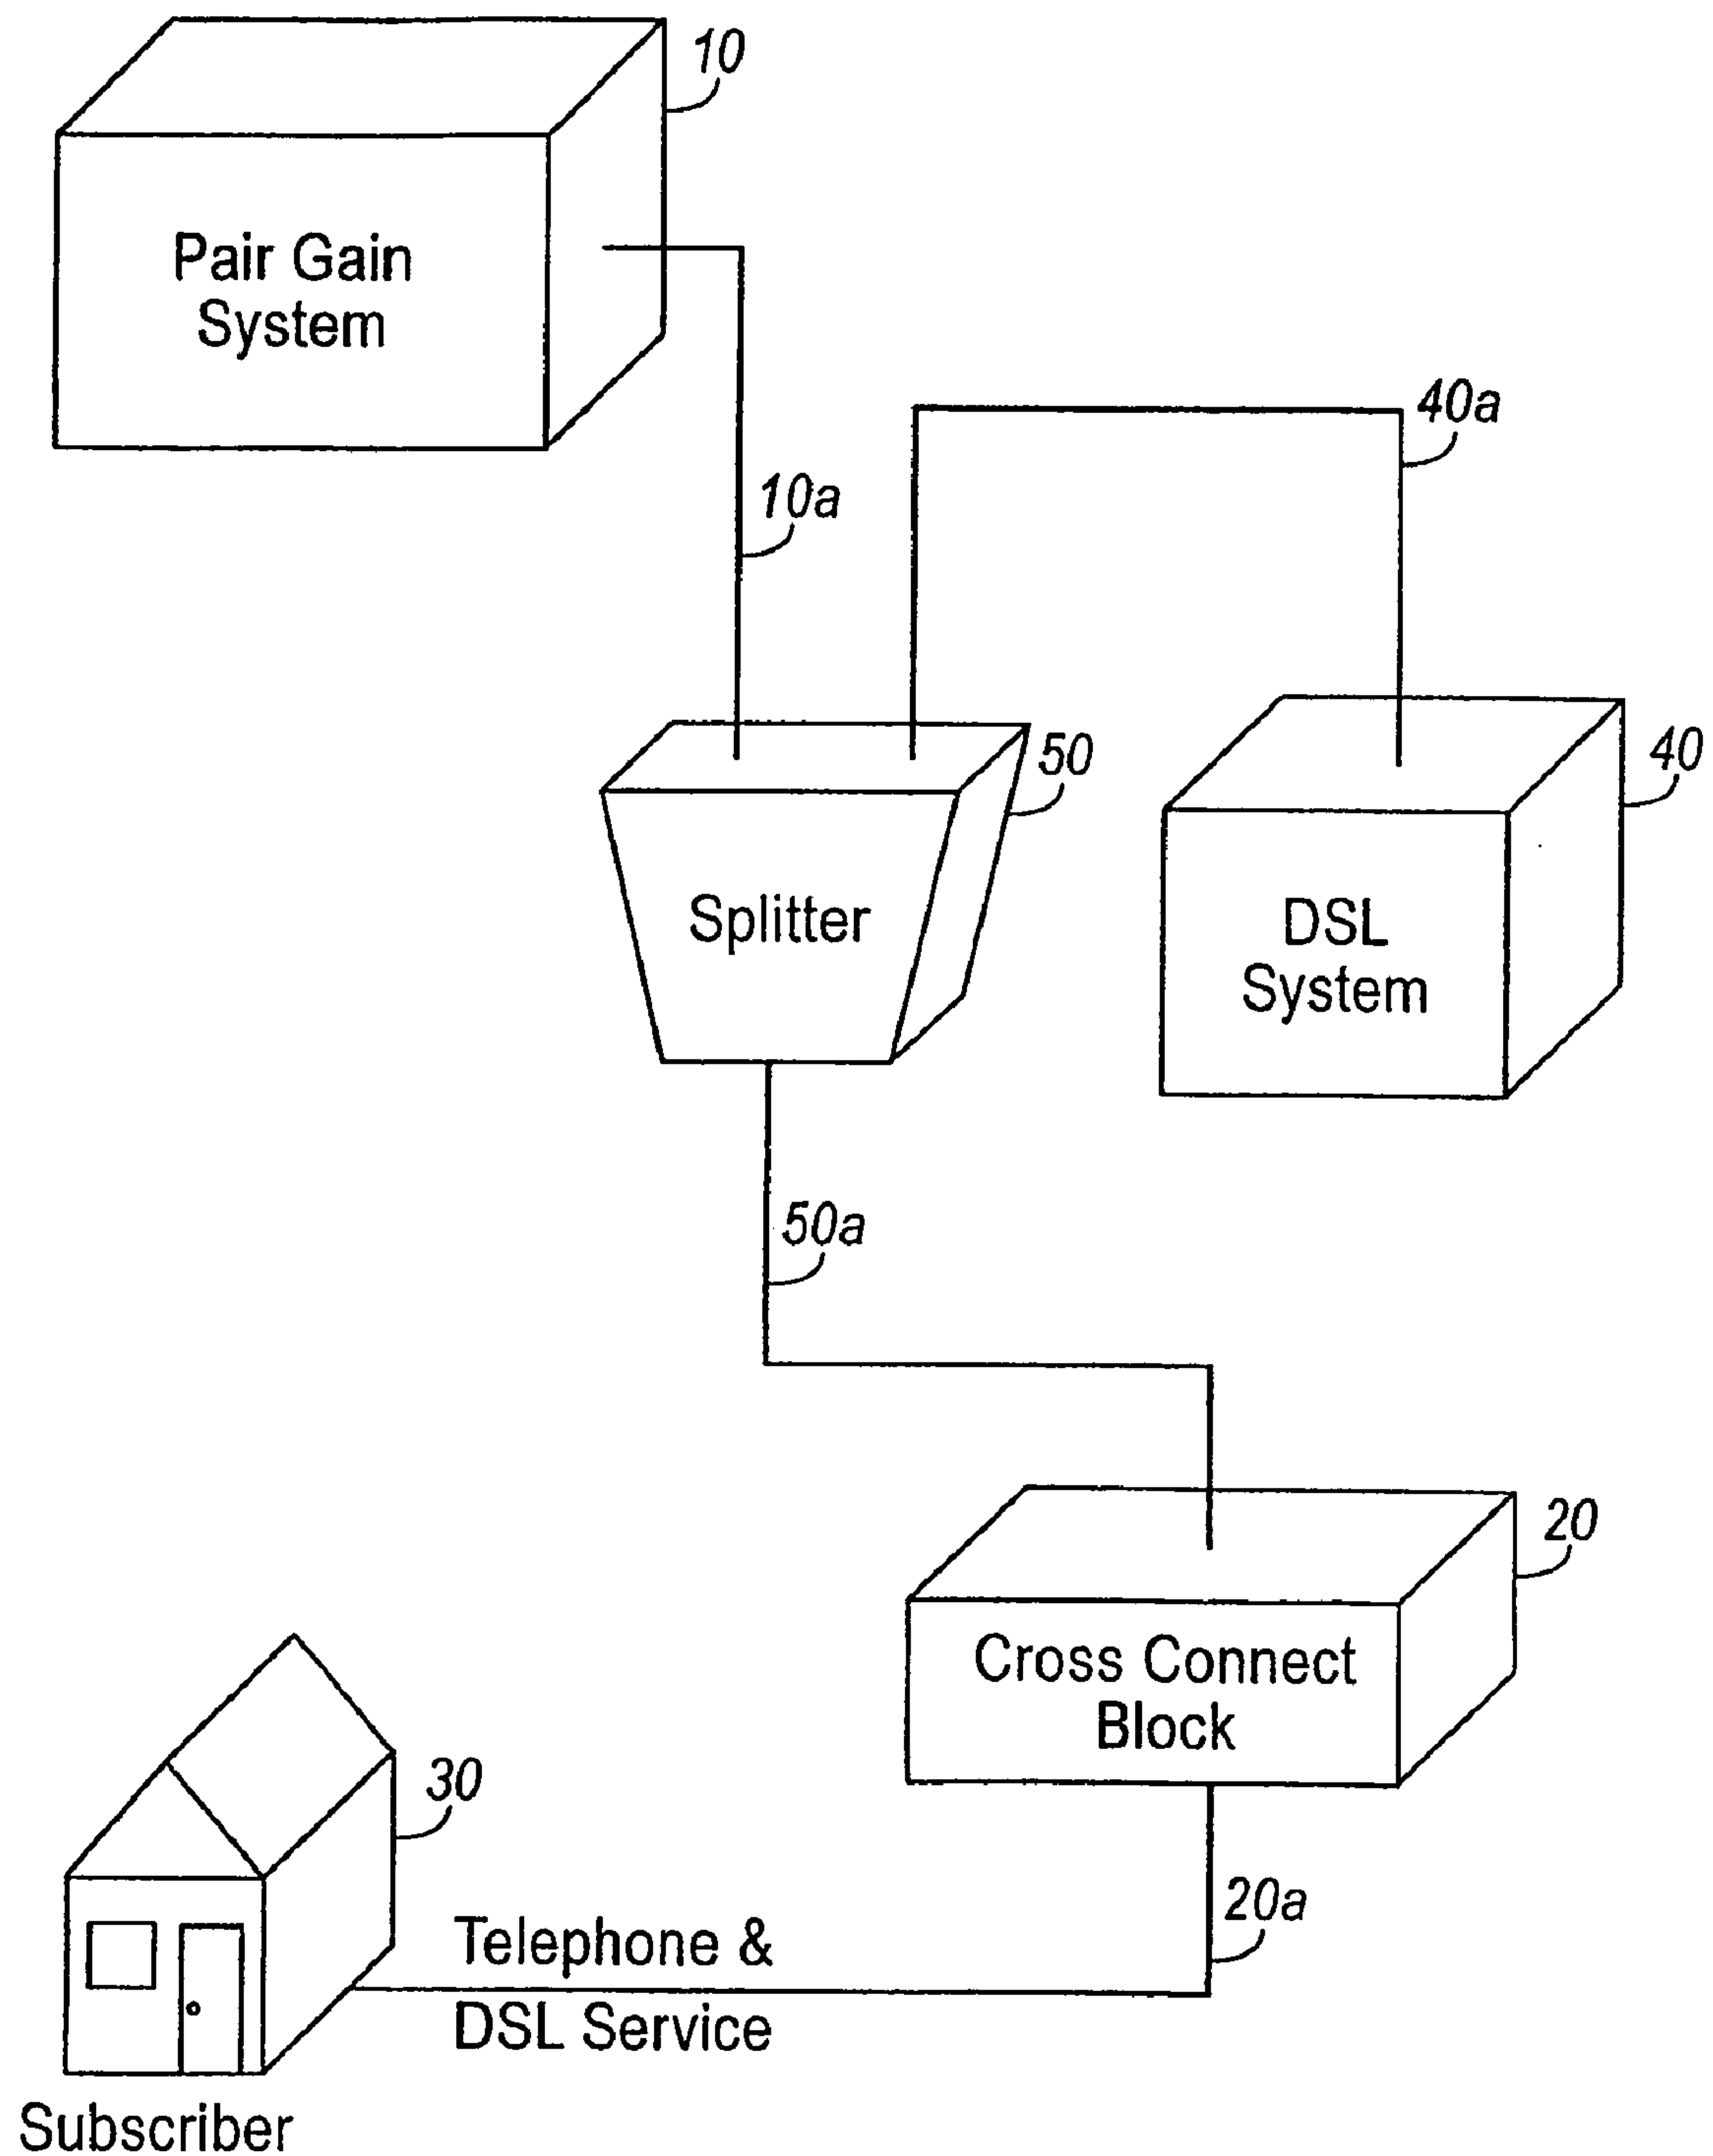 10
Pair Gain
System
40a
10a
50
40
Splitter
DSL
System
50a
20
Cross Connect
Block
30
20a
Telephone &
DSL Service
Subscriber